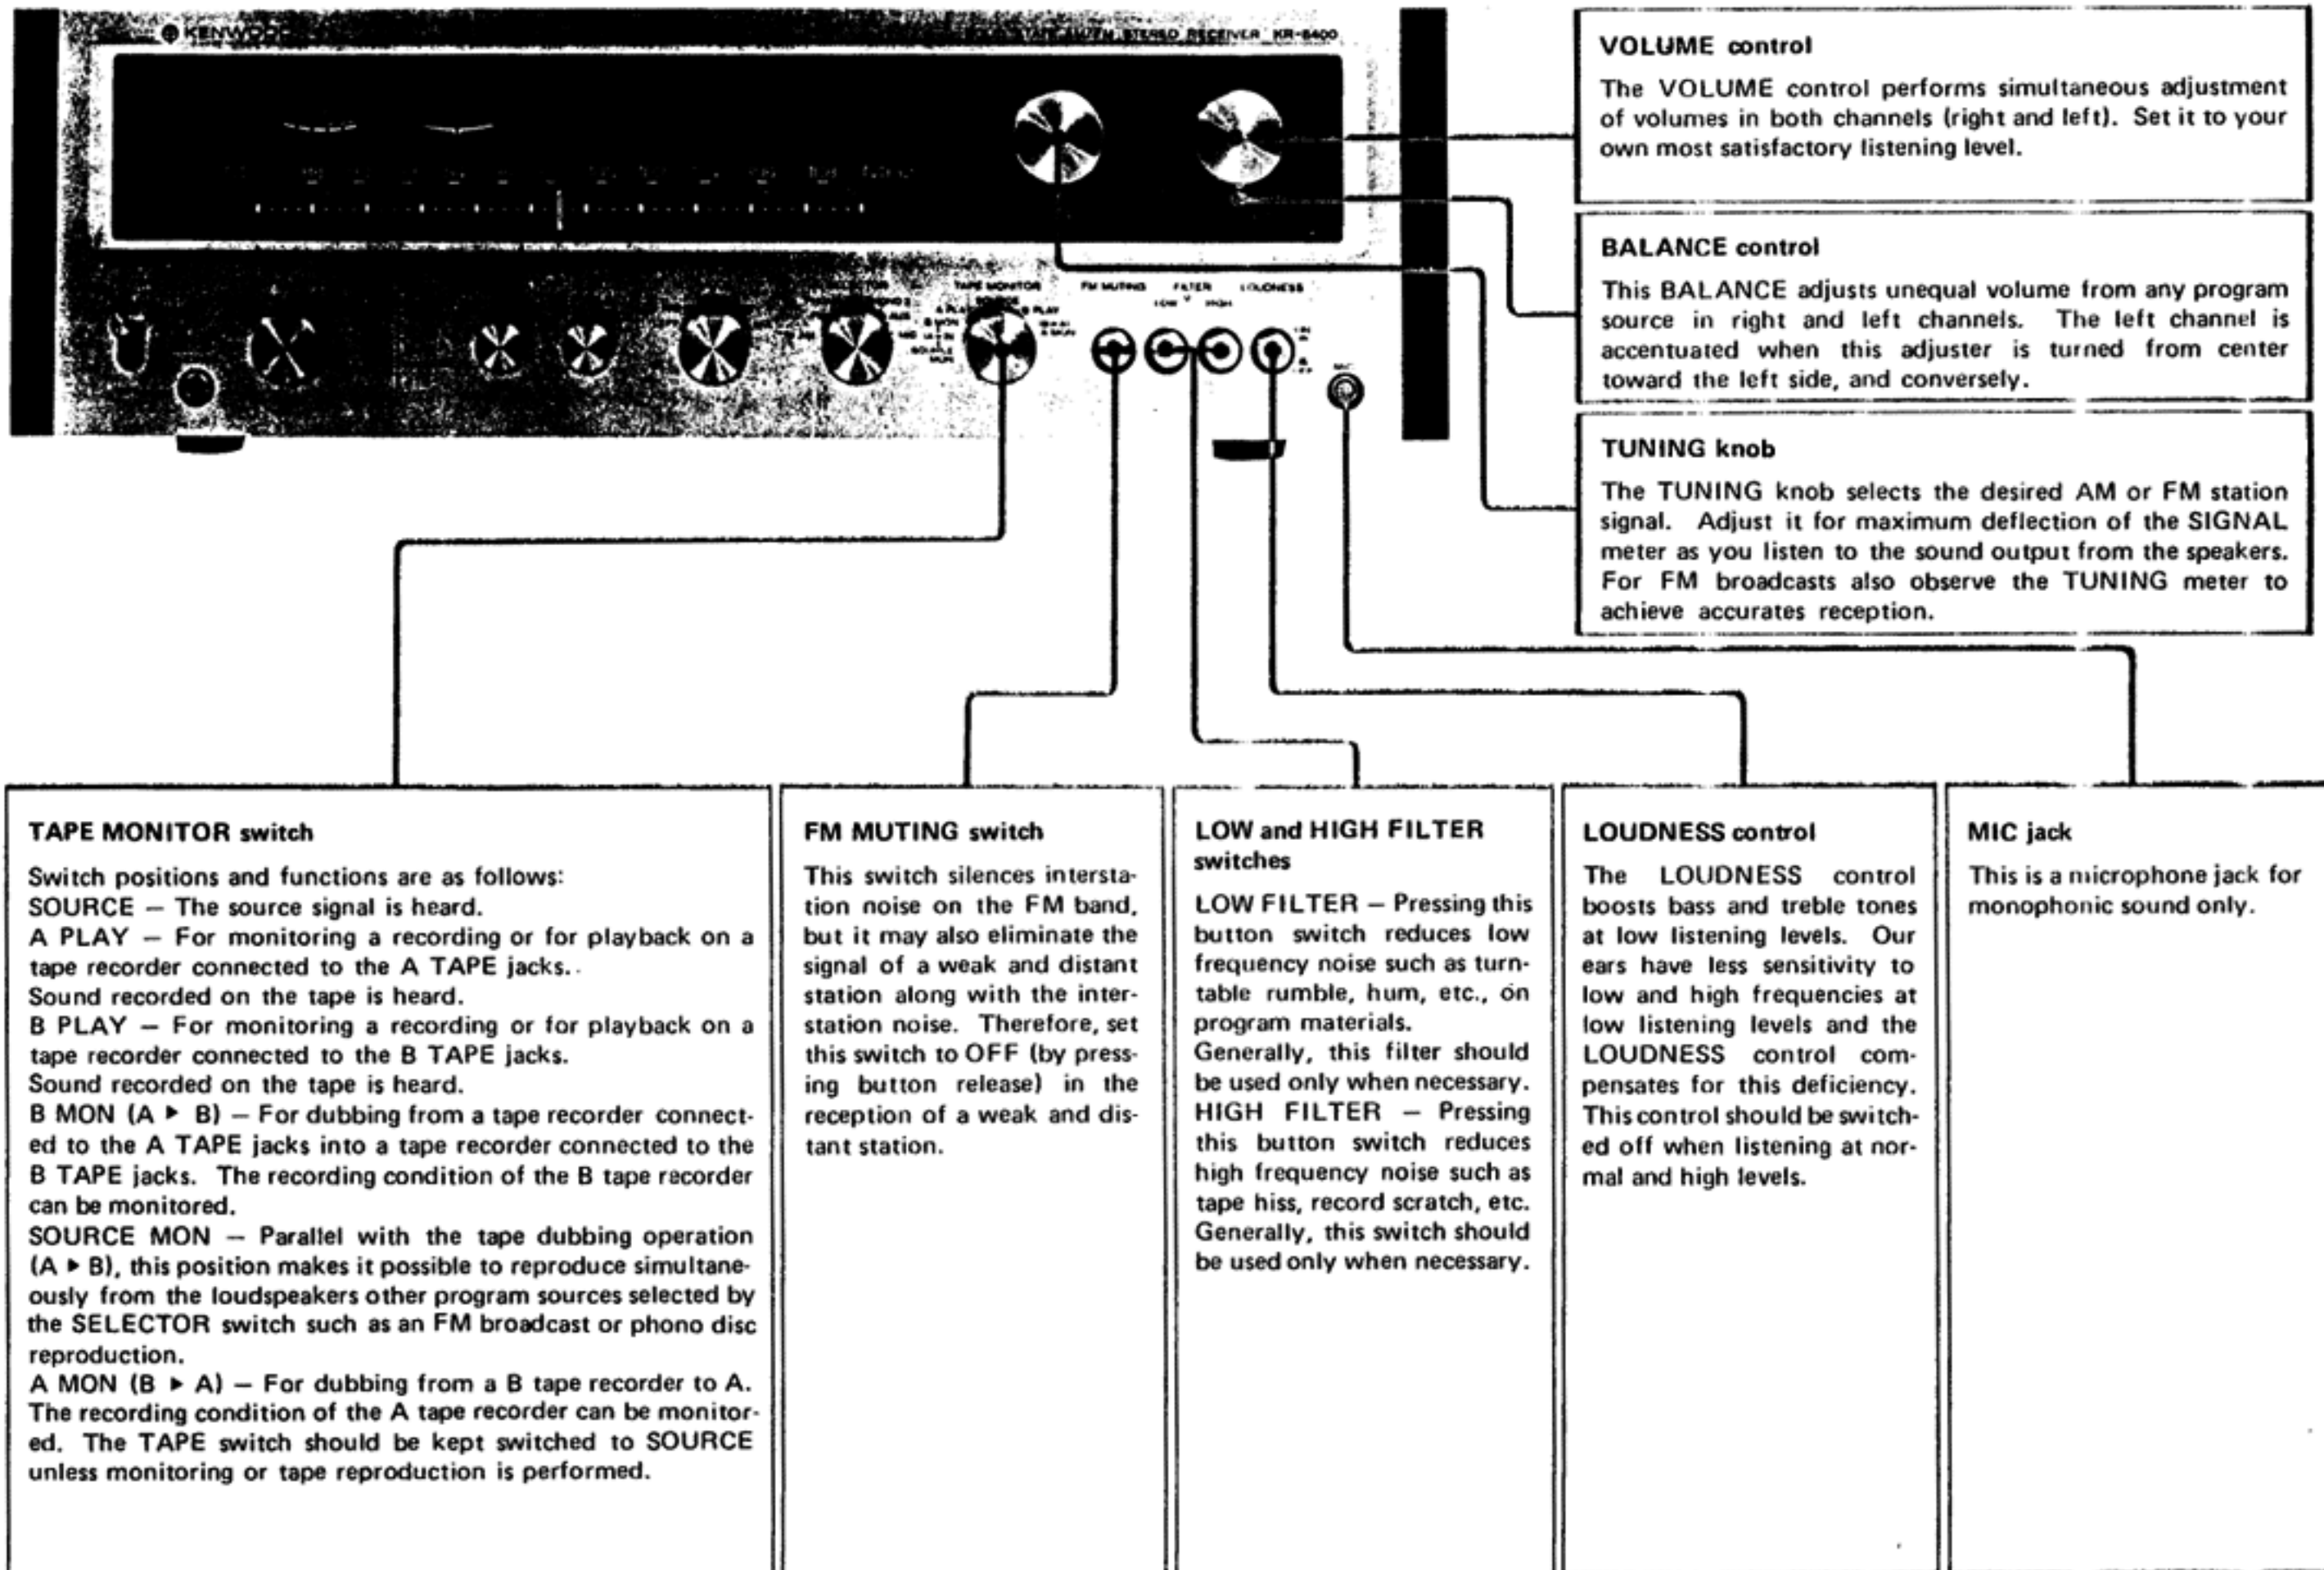 KENWOOD
STEREO RECEIVER KR-6400
TAPE MONITOR
SOURCE
A PLAY
B PLAY
B MON
SOURCE
MON
A MON
FM MUTING
FILTER
LOUDNESS
LOW
HIGH
MIC
VOLUME control
The VOLUME control performs simultaneous adjustment
of volumes in both channels (right and left). Set it to your
own most satisfactory listening level.
BALANCE control
This BALANCE adjusts unequal volume from any program
source in right and left channels. The left channel is
accentuated when this adjuster is turned from center
toward the left side, and conversely.
TUNING knob
The TUNING knob selects the desired AM or FM station
signal. Adjust it for maximum deflection of the SIGNAL
meter as you listen to the sound output from the speakers.
For FM broadcasts also observe the TUNING meter to
achieve accurates reception.
TAPE MONITOR switch
Switch positions and functions are as follows:
SOURCE — The source signal is heard.
A PLAY — For monitoring a recording or for playback on a
tape recorder connected to the A TAPE jacks.
Sound recorded on the tape is heard.
B PLAY — For monitoring a recording or for playback on a
tape recorder connected to the B TAPE jacks.
Sound recorded on the tape is heard.
B MON (A ▶ B) — For dubbing from a tape recorder connect-
ed to the A TAPE jacks into a tape recorder connected to the
B TAPE jacks. The recording condition of the B tape recorder
can be monitored.
SOURCE MON — Parallel with the tape dubbing operation
(A ▶ B), this position makes it possible to reproduce simultane-
ously from the loudspeakers other program sources selected by
the SELECTOR switch such as an FM broadcast or phono disc
reproduction.
A MON (B ▶ A) — For dubbing from a B tape recorder to A.
The recording condition of the A tape recorder can be monitor-
ed. The TAPE switch should be kept switched to SOURCE
unless monitoring or tape reproduction is performed.
FM MUTING switch
This switch silences intersta-
tion noise on the FM band,
but it may also eliminate the
signal of a weak and distant
station along with the inter-
station noise. Therefore, set
this switch to OFF (by press-
ing button release) in the
reception of a weak and dis-
tant station.
LOW and HIGH FILTER
switches
LOW FILTER — Pressing this
button switch reduces low
frequency noise such as turn-
table rumble, hum, etc., on
program materials.
Generally, this filter should
be used only when necessary.
HIGH FILTER — Pressing
this button switch reduces
high frequency noise such as
tape hiss, record scratch, etc.
Generally, this switch should
be used only when necessary.
LOUDNESS control
The LOUDNESS control
boosts bass and treble tones
at low listening levels. Our
ears have less sensitivity to
low and high frequencies at
low listening levels and the
LOUDNESS control com-
pensates for this deficiency.
This control should be switch-
ed off when listening at nor-
mal and high levels.
MIC jack
This is a microphone jack for
monophonic sound only.